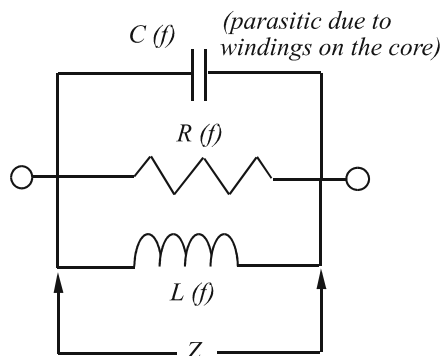 C (f)
(parasitic due to
windings on the core)
R (f)
L (f)
Z